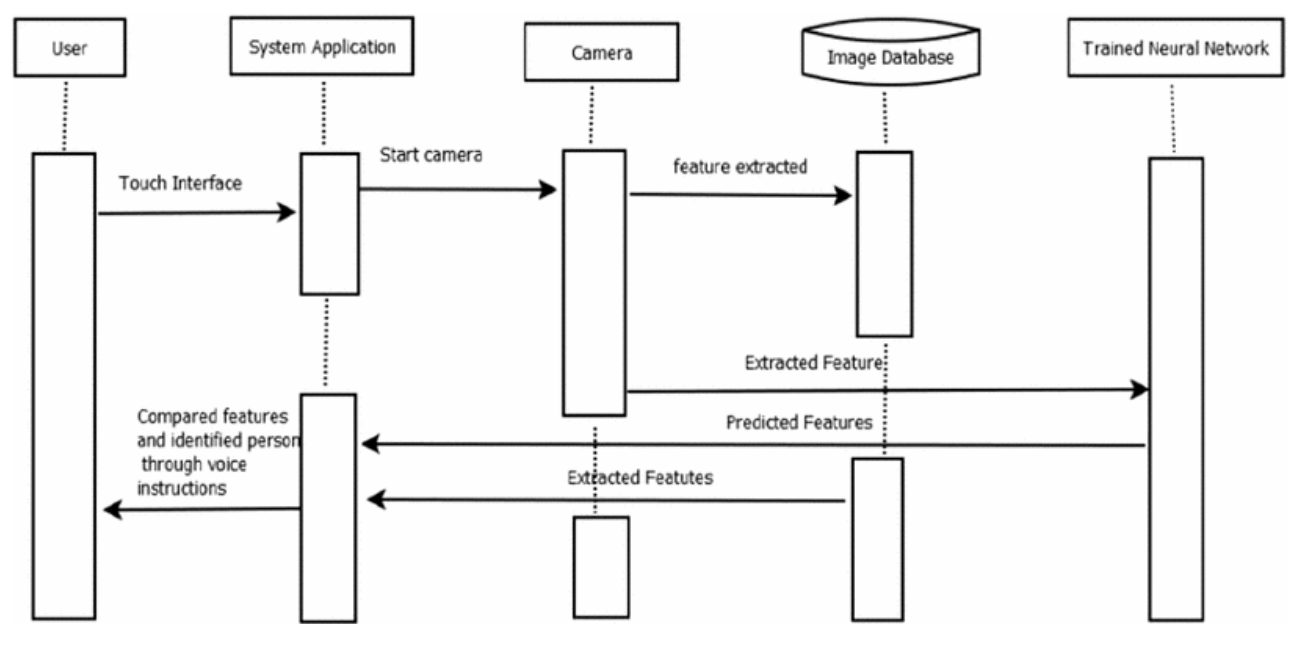 User
System Application
Camera
Image Database
Trained Neural Network
Start camera
feature extracted
Touch Interface
Extracted Feature
Compared features
and identified person
through voice
instructions
Predicted Features
Extracted Featutes